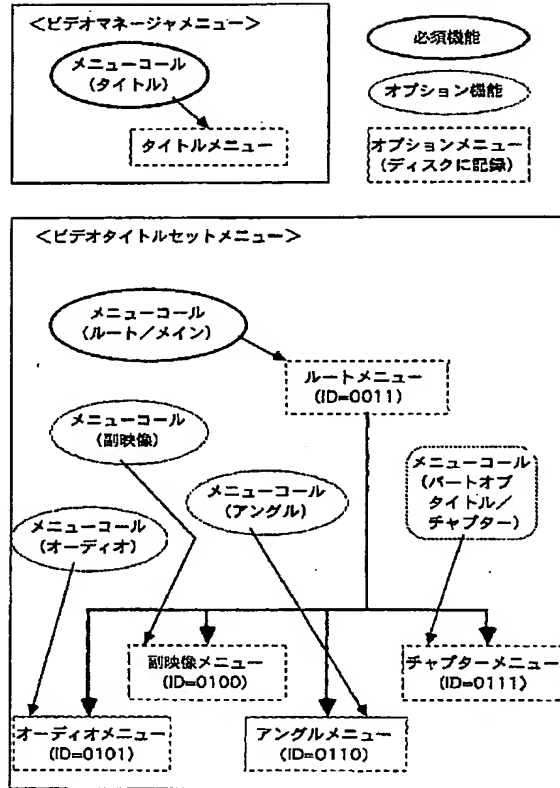 <ビデオマネージャメニュー>
メニューコール
(タイトル)
タイトルメニュー
必須機能
オプション機能
オプションメニュー
(ディスクに記録)
<ビデオタイトルセットメニュー>
メニューコール
(ルート/メイン)
ルートメニュー
(ID=0011)
メニューコール
(副映像)
メニューコール
(アングル)
メニューコール
(パートオブ
タイトル/
チャプター)
メニューコール
(オーディオ)
副映像メニュー
(ID=0100)
チャプターメニュー
(ID=0111)
オーディオメニュー
(ID=0101)
アングルメニュー
(ID=0110)